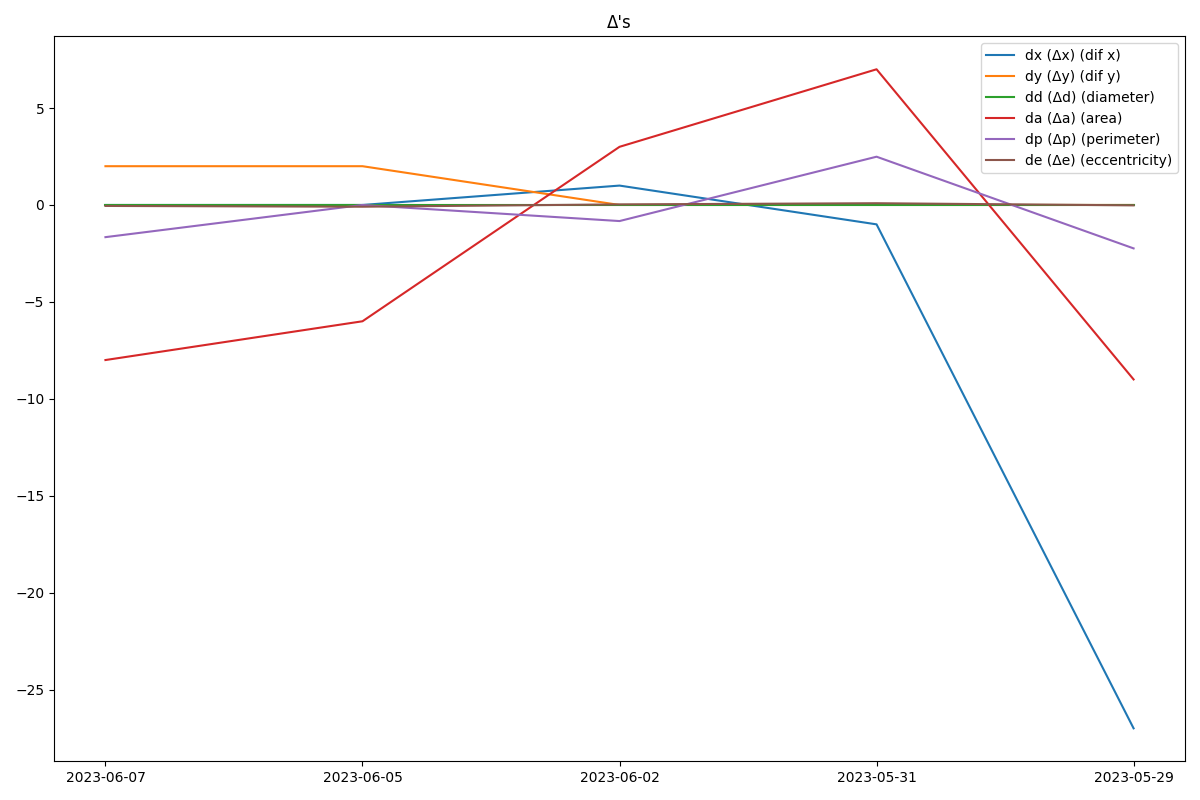 Δ's
dx (Δx) (dif x)
dy (Δy) (dif y)
dd (Δd) (diameter)
da (Δa) (area)
dp (Δp) (perimeter)
de (Δe) (eccentricity)
5
0
−5
−10
−15
−20
−25
2023-06-07 2023-06-05 2023-06-02 2023-05-31 2023-05-29